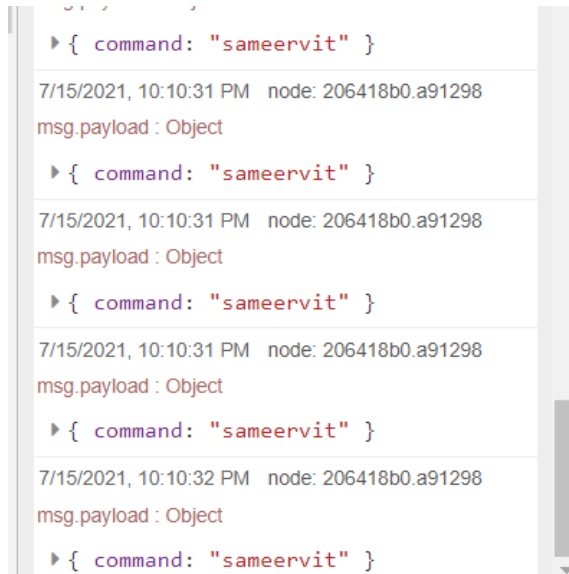 { command: "sameervit" }
7/15/2021, 10:10:31 PM node: 206418b0.a91298
msg.payload : Object
{ command: "sameervit" }
7/15/2021, 10:10:31 PM node: 206418b0.a91298
msg.payload : Object
{ command: "sameervit" }
7/15/2021, 10:10:31 PM node: 206418b0.a91298
msg.payload : Object
{ command: "sameervit" }
7/15/2021, 10:10:32 PM node: 206418b0.a91298
msg.payload : Object
{ command: "sameervit" }